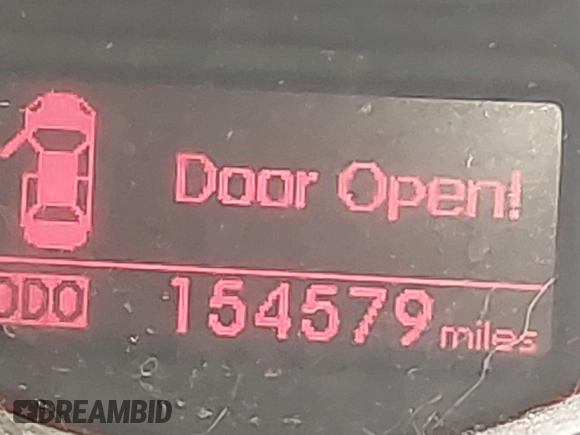 Door Open!
ODO 154579 miles
DREAMBID